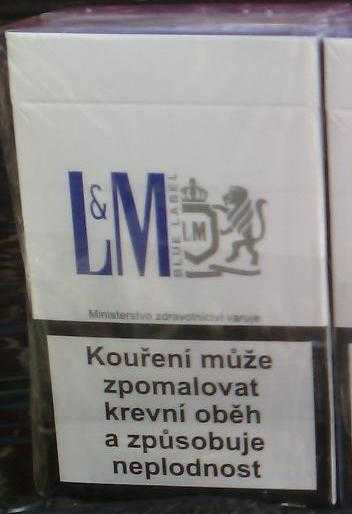 L&M
BLUE LABEL
LM
Ministerstvo zdravotnictví varuje
Kouření může
zpomalovat
krevní oběh
a způsobuje
neplodnost